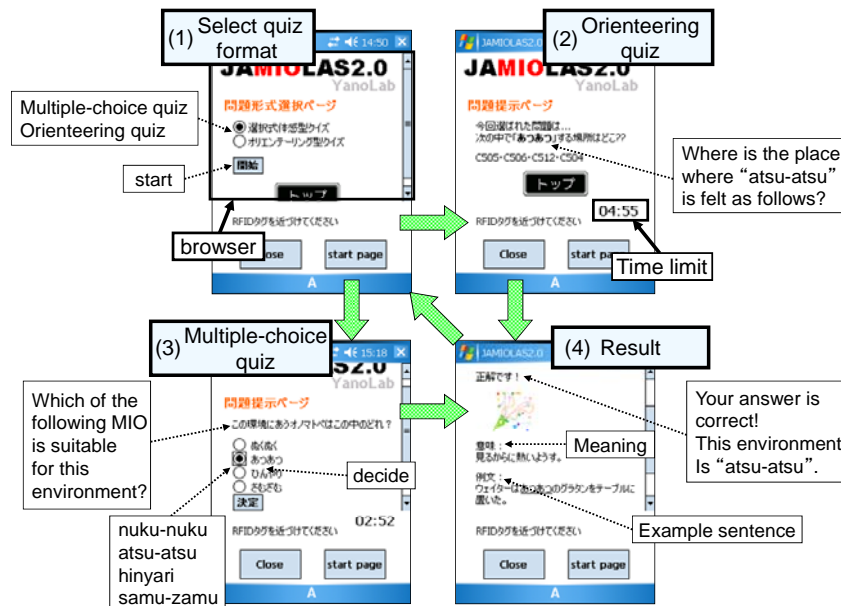 (1) Select quiz
format
14:50
JAMIOLAS2.0
YanoLab
問題形式選択ページ
選択式体感型クイズ
オリエンテーリング型クイズ
開始
トップ
RFIDタグを近づけてください
ose
start page
A
Multiple-choice quiz
Orienteering quiz
start
browser
(2) Orienteering
quiz
JAMIOLAS2.0
JAMIOLAS2.0
YanoLab
問題提示ページ
今回選ばれた問題は...
次の中で「あつあつ」する場所はどこ??
C505・C506・C512・C504
トップ
04:55
RFIDタグを近づけてください
Close
start pa
A
Where is the place
where “atsu-atsu”
is felt as follows?
Time limit
(3) Multiple-choice
quiz
15:18
S2.0
YanoLab
問題提示ページ
この環境にあうオノマトペはこの中のどれ？
ぬくぬく
あつあつ
ひんやり
さむざむ
決定
02:52
RFIDタグを近づけてください
Close
start page
A
Which of the
following MIO
is suitable
for this
environment?
decide
nuku-nuku
atsu-atsu
hinyari
samu-zamu
(4) Result
JAMIOLAS2.0
正解です！
意味：
見るからに熱いようす。
例文：
ウェイターはあつあつのグラタンをテーブルに
置いた。
RFIDタグを近づけてください
Close
start page
A
Your answer is
correct!
This environment
Is “atsu-atsu”.
Meaning
Example sentence